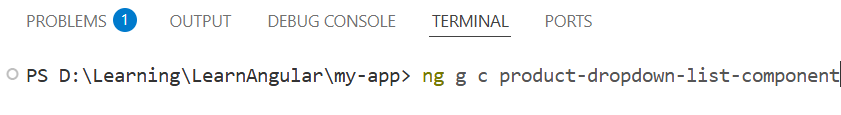 PROBLEMS 1 OUTPUT DEBUG CONSOLE TERMINAL PORTS
PS D:\Learning\LearnAngular\my-app> ng g c product-dropdown-list-component